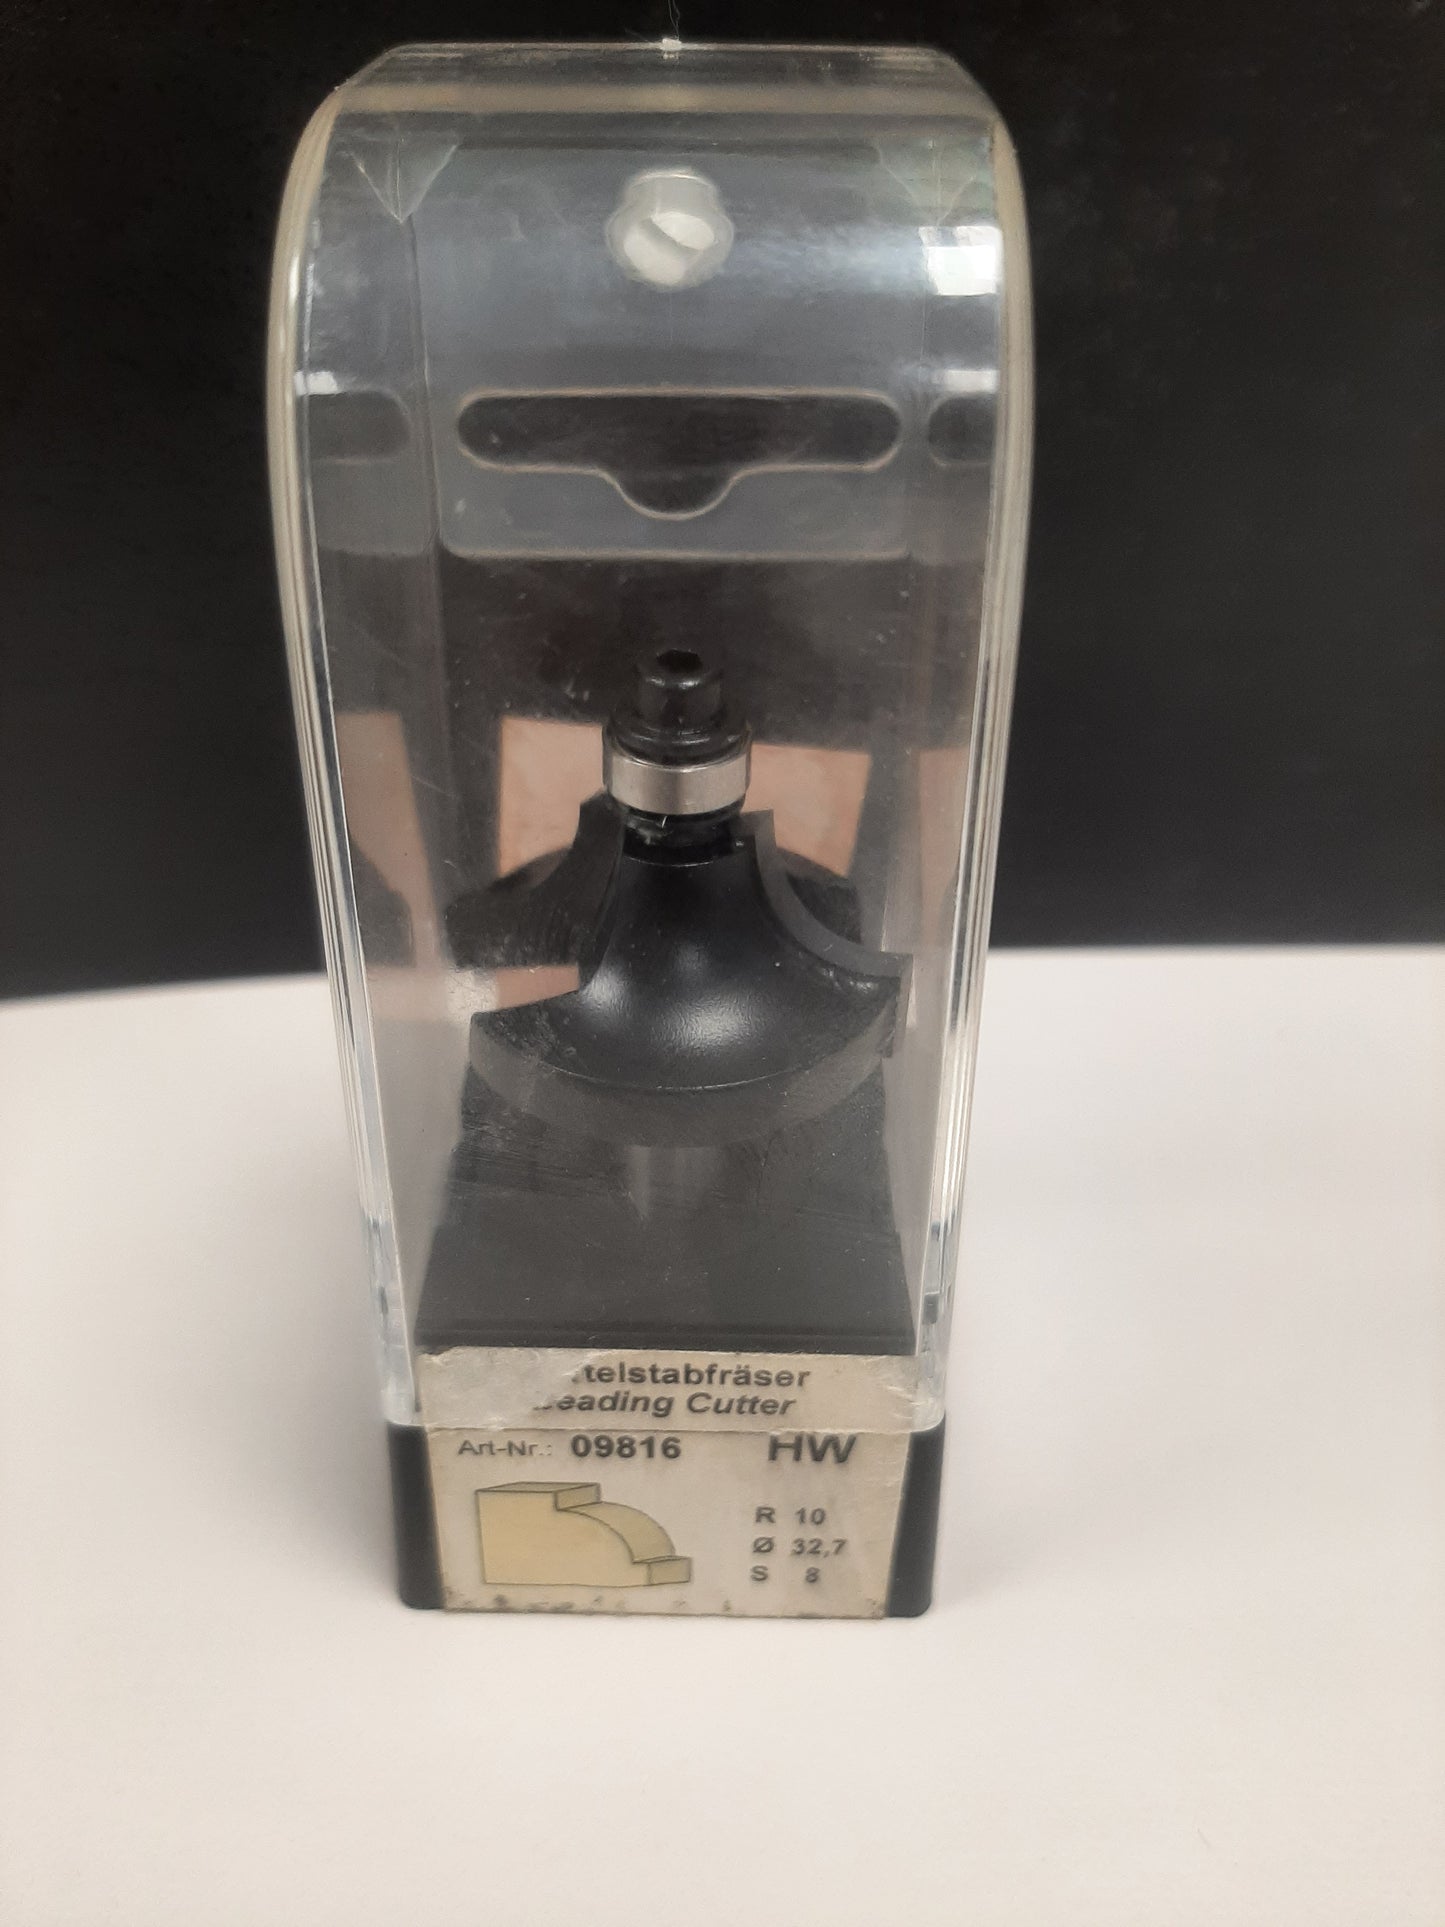 telstabfräser
eading Cutter
Art-Nr.: 09816 HW
R 10
Ø 32,7
S 8